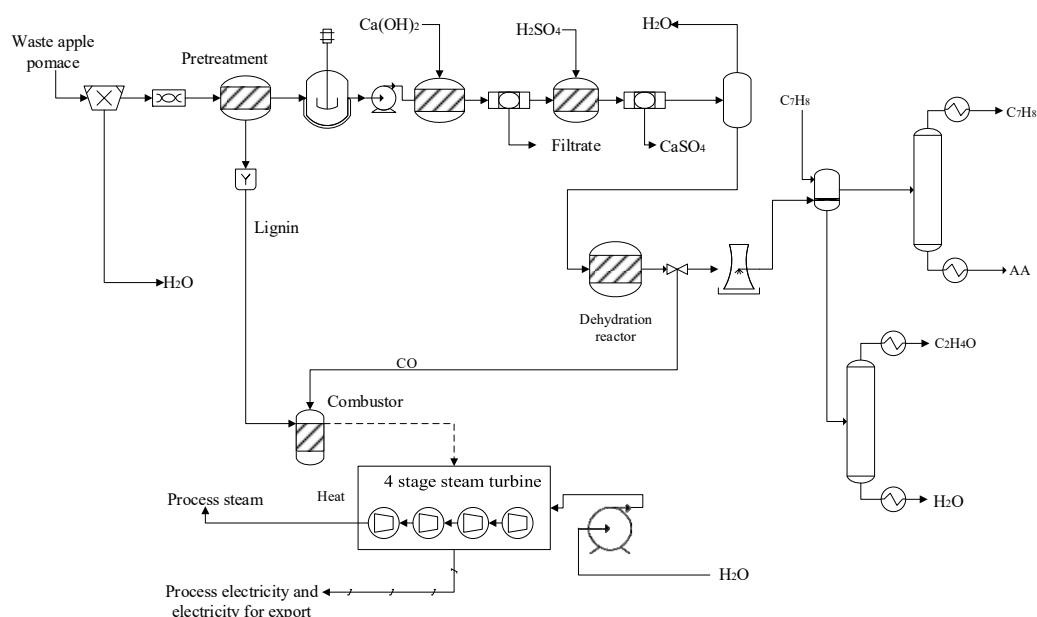 Waste apple
pomace
Pretreatment
Ca(OH)₂
H₂SO₄
H₂O
C₇H₈
C₇H₈
Filtrate
CaSO₄
Lignin
H₂O
AA
Dehydration
reactor
C₂H₄O
CO
Combustor
Heat
4 stage steam turbine
Process steam
H₂O
H₂O
Process electricity and
electricity for export